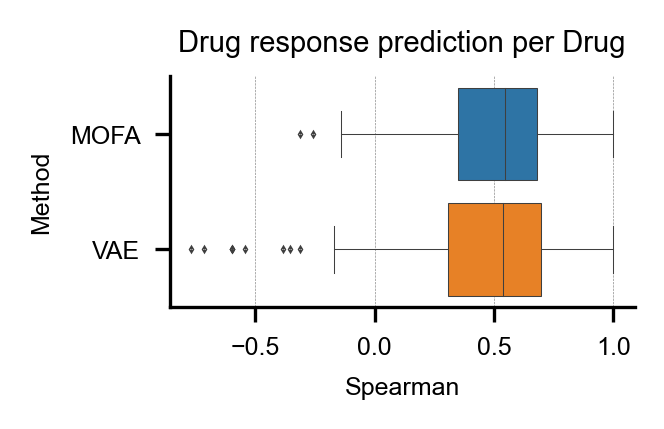 Drug response prediction per Drug
Method
MOFA
VAE
−0.5 0.0 0.5 1.0
Spearman